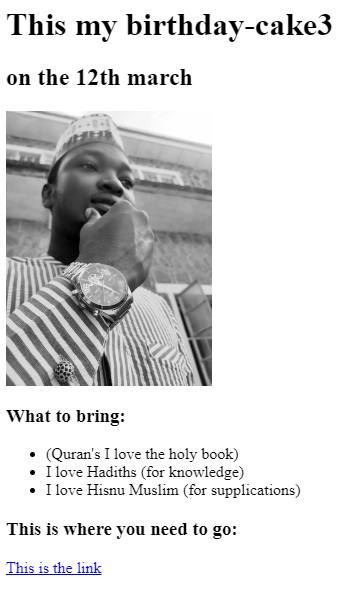 This my birthday-cake3
on the 12th march
What to bring:
(Quran's I love the holy book)
I love Hadiths (for knowledge)
I love Hisnu Muslim (for supplications)
This is where you need to go:
This is the link